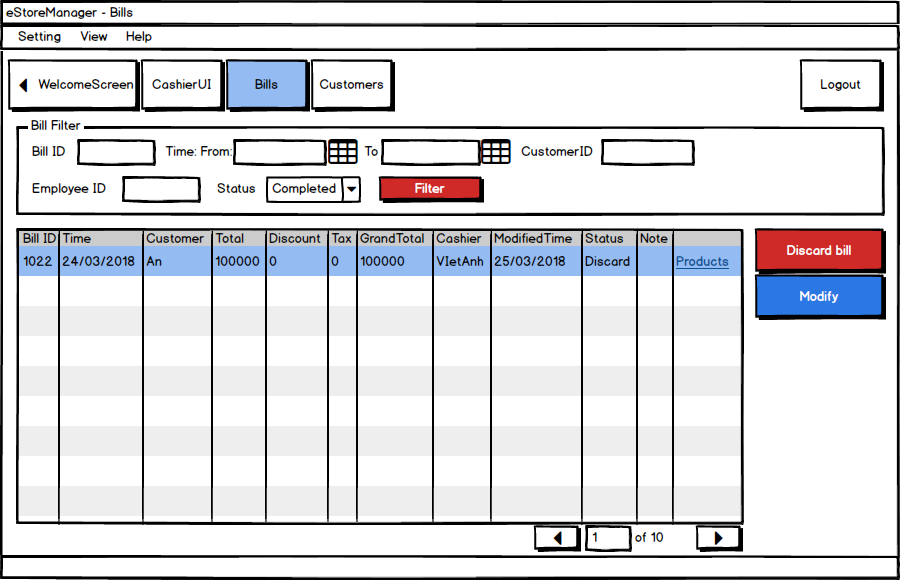 eStoreManager - Bills
Setting View Help
WelcomeScreen CashierUI Bills Customers Logout
Bill Filter
Bill ID Time: From: To CustomerID
Employee ID Status Completed Filter
Bill ID Time Customer Total Discount Tax GrandTotal Cashier ModifiedTime Status Note
1022 24/03/2018 An 100000 0 0 100000 VIetAnh 25/03/2018 Discard Products
Discard bill
Modify
1 of 10